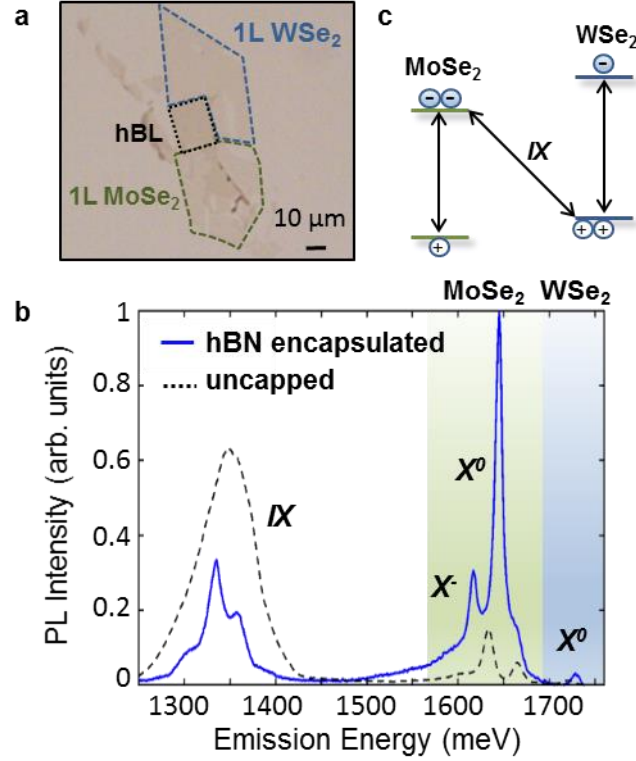 a
1L WSe₂
hBL
1L MoSe₂
10 μm
c
WSe₂
MoSe₂
−
− −
IX
+
+ +
b
MoSe₂ WSe₂
hBN encapsulated
uncapped
IX
X⁰
X⁻
X⁰
PL Intensity (arb. units)
1
0.8
0.6
0.4
0.2
0
1300 1400 1500 1600 1700
Emission Energy (meV)